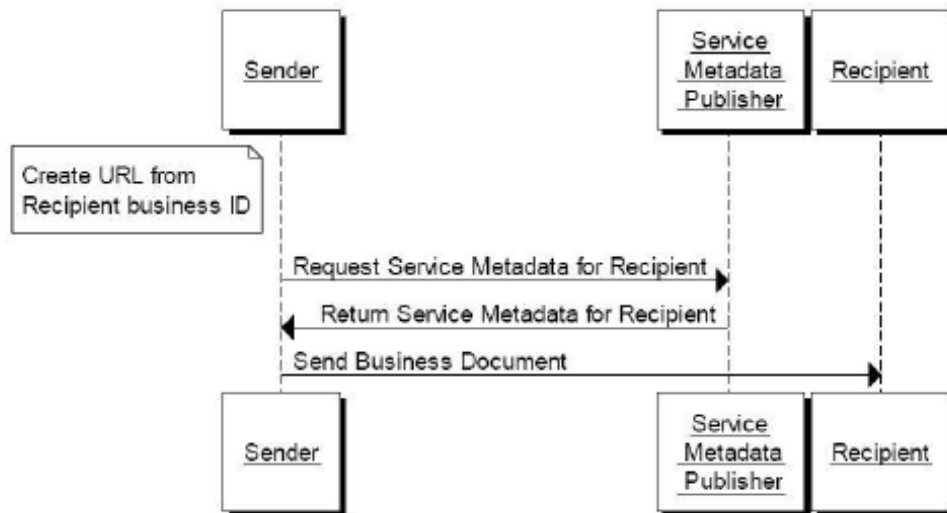 Sender
Service
Metadata
Publisher
Recipient
Create URL from
Recipient business ID
Request Service Metadata for Recipient
Return Service Metadata for Recipient
Send Business Document
Sender
Service
Metadata
Publisher
Recipient